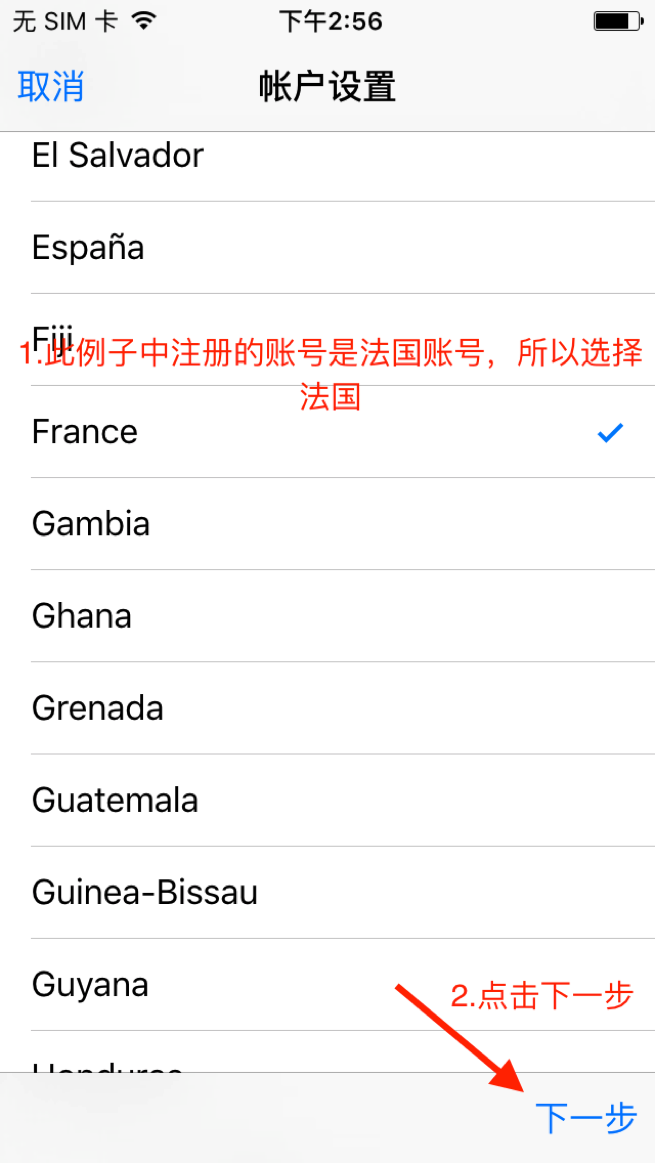 无 SIM 卡 下午2:56
取消 帐户设置
El Salvador
España
Fiji
1.此例子中注册的账号是法国账号，所以选择
法国
France
Gambia
Ghana
Grenada
Guatemala
Guinea-Bissau
Guyana
2.点击下一步
Honduras
下一步